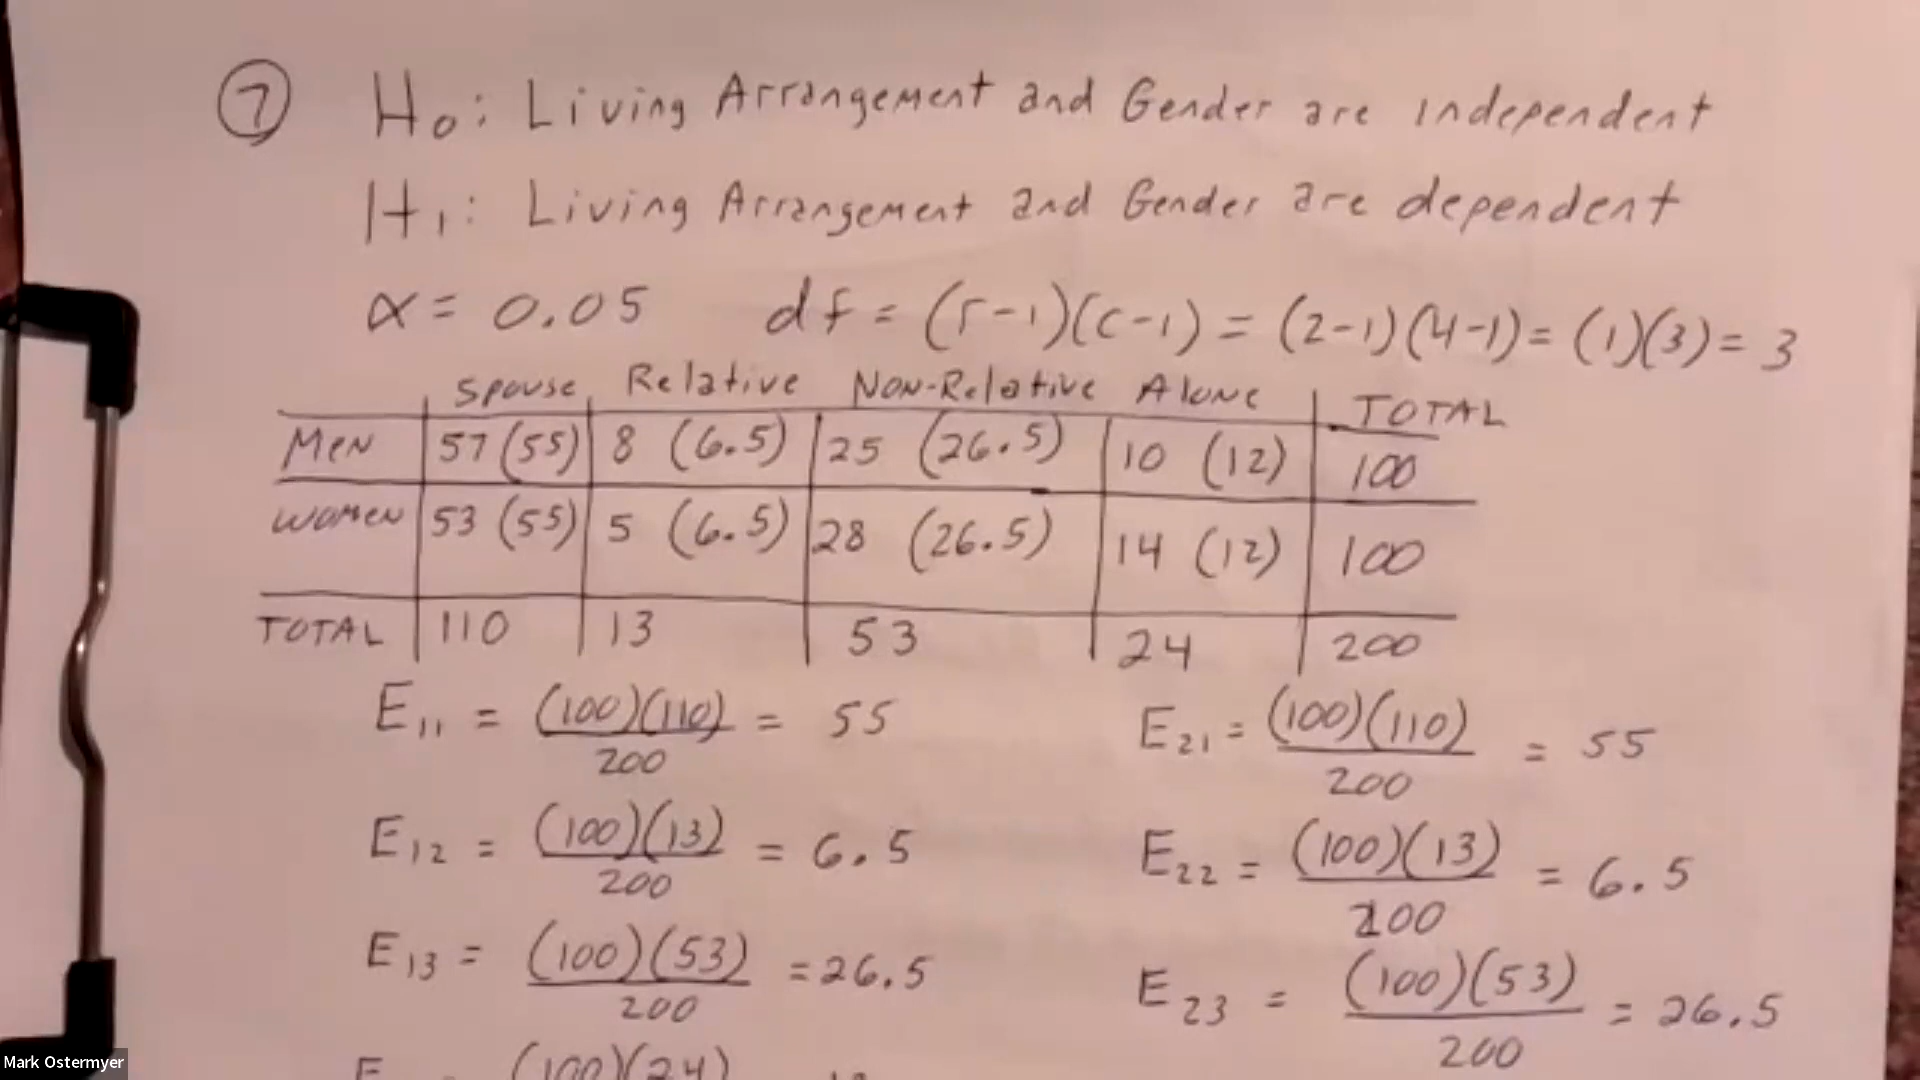 ⑦ H₀: Living Arrangement and Gender are independent
H₁: Living Arrangement and Gender are dependent
α = 0.05 df = (r-1)(c-1) = (2-1)(4-1) = (1)(3) = 3
Spouse Relative Non-Relative Alone TOTAL
Men 57 (55) 8 (6.5) 25 (26.5) 10 (12) 100
Women 53 (55) 5 (6.5) 28 (26.5) 14 (12) 100
TOTAL 110 13 53 24 200
E₁₁ = (100)(110)/200 = 55 E₂₁ = (100)(110)/200 = 55
E₁₂ = (100)(13)/200 = 6.5 E₂₂ = (100)(13)/200 = 6.5
E₁₃ = (100)(53)/200 = 26.5 E₂₃ = (100)(53)/200 = 26.5
E (100)(24)
Mark Ostermyer